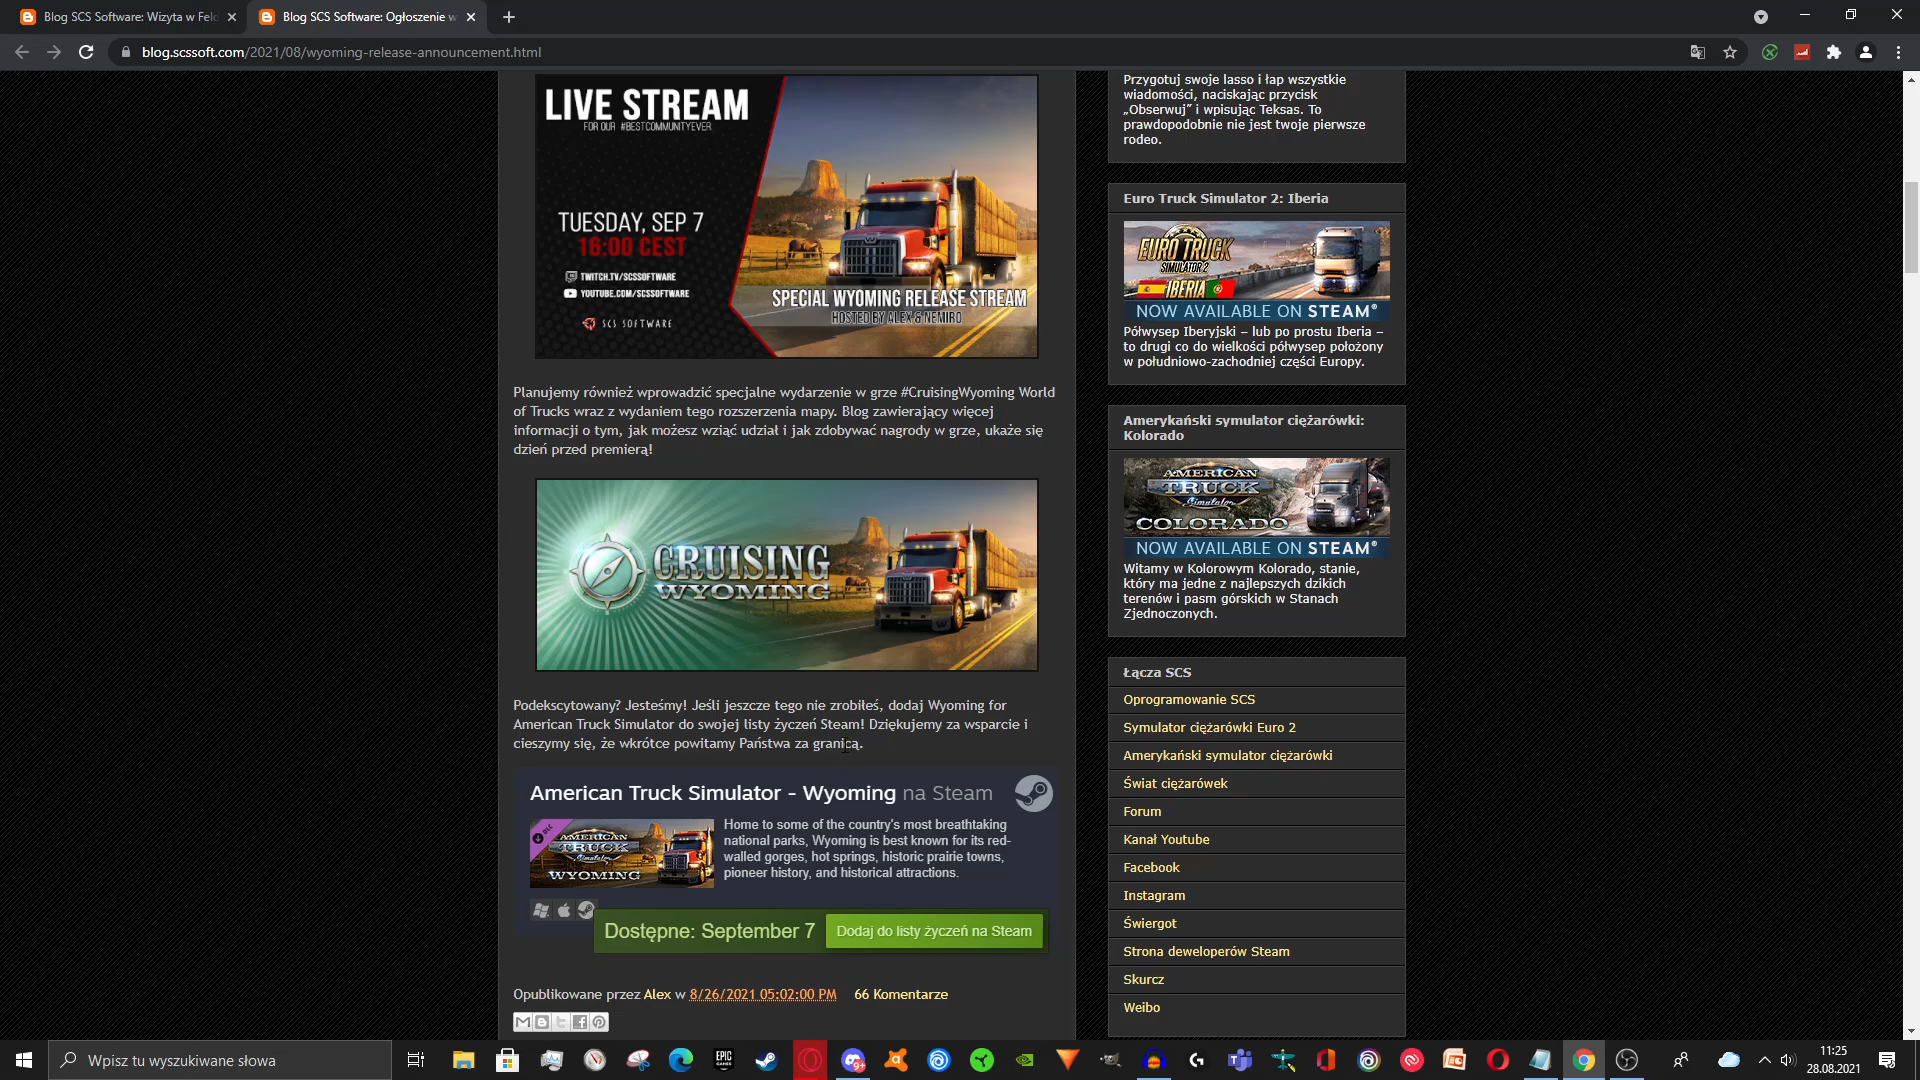 Blog SCS Software: Wizyta w Feld
Blog SCS Software: Ogłoszenie w
blog.scssoft.com/2021/08/wyoming-release-announcement.html
LIVE STREAM
FOR OUR #BESTCOMMUNITYEVER
TUESDAY, SEP 7
16:00 CEST
TWITCH.TV/SCSSOFTWARE
YOUTUBE.COM/SCSSOFTWARE
SCS SOFTWARE
SPECIAL WYOMING RELEASE STREAM
HOSTED BY ALEX & NEMIRO
Planujemy również wprowadzić specjalne wydarzenie w grze #CruisingWyoming World
of Trucks wraz z wydaniem tego rozszerzenia mapy. Blog zawierający więcej
informacji o tym, jak możesz wziąć udział i jak zdobywać nagrody w grze, ukaże się
dzień przed premierą!
CRUISING
WYOMING
Podekscytowany? Jesteśmy! Jeśli jeszcze tego nie zrobiłeś, dodaj Wyoming for
American Truck Simulator do swojej listy życzeń Steam! Dziękujemy za wsparcie i
cieszymy się, że wkrótce powitamy Państwa za granicą.
American Truck Simulator - Wyoming na Steam
DLC
AMERICAN
TRUCK
Simulator
WYOMING
Home to some of the country's most breathtaking
national parks, Wyoming is best known for its red-
walled gorges, hot springs, historic prairie towns,
pioneer history, and historical attractions.
Dostępne: September 7
Dodaj do listy życzeń na Steam
Opublikowane przez Alex w 8/26/2021 05:02:00 PM 66 Komentarze
Przygotuj swoje lasso i łap wszystkie
wiadomości, naciskając przycisk
„Obserwuj” i wpisując Teksas. To
prawdopodobnie nie jest twoje pierwsze
rodeo.
Euro Truck Simulator 2: Iberia
EURO TRUCK
SIMULATOR 2
IBERIA
NOW AVAILABLE ON STEAM®
Półwysep Iberyjski – lub po prostu Iberia –
to drugi co do wielkości półwysep położony
w południowo-zachodniej części Europy.
Amerykański symulator ciężarówki:
Kolorado
AMERICAN
TRUCK
Simulator
COLORADO
NOW AVAILABLE ON STEAM®
Witamy w Kolorowym Kolorado, stanie,
który ma jedne z najlepszych dzikich
terenów i pasm górskich w Stanach
Zjednoczonych.
Łącza SCS
Oprogramowanie SCS
Symulator ciężarówki Euro 2
Amerykański symulator ciężarówki
Świat ciężarówek
Forum
Kanał Youtube
Facebook
Instagram
Świergot
Strona deweloperów Steam
Skurcz
Weibo
Wpisz tu wyszukiwane słowa
EPIC
GAMES
9+
11:25
28.08.2021